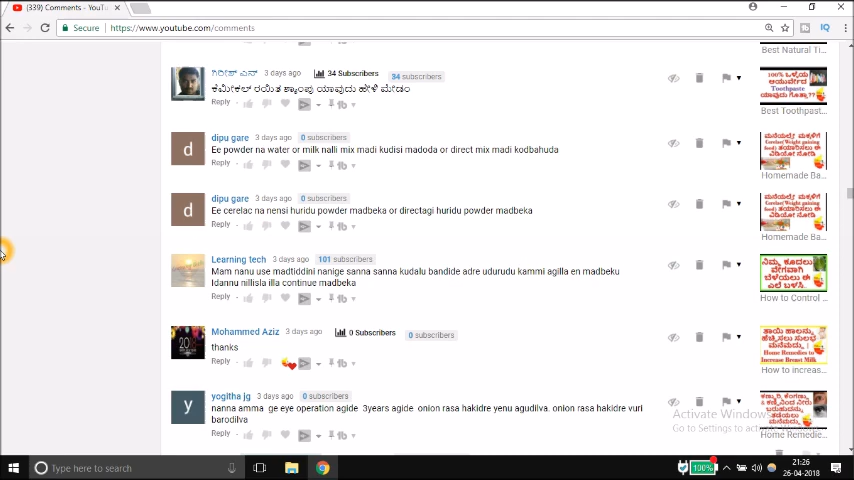 (339) Comments - YouTu
Secure | https://www.youtube.com/comments
Best Natural Ti...
ಗಿರೀಶ್ ಎನ್ 3 days ago 34 Subscribers 34 subscribers
ಕೆಮೀಕಲ್ ರಯಿತ ಶ್ಯಾಂಪು ಯಾವುದು ಹೇಳಿ ಮೇಡಂ
Reply
Best Toothpast...
dipu gare 3 days ago 0 subscribers
Ee powder na water or milk nalli mix madi kudisi madoda or direct mix madi kodbahuda
Reply
Homemade Ba...
dipu gare 3 days ago 0 subscribers
Ee cerelac na nensi huridu powder madbeka or directagi huridu powder madbeka
Reply
Homemade Ba...
Learning tech 3 days ago 101 subscribers
Mam nanu use madtiddini nanige sanna sanna kudalu bandide adre udurudu kammi agilla en madbeku
Idannu nillisla illa continue madbeka
Reply
How to Control ...
Mohammed Aziz 3 days ago 0 Subscribers 0 subscribers
thanks
Reply
How to increas...
yogitha jg 3 days ago 0 subscribers
nanna amma ge eye operation agide 3years agide onion rasa hakidre yenu agudilva. onion rasa hakidre vuri
barodilva
Reply
Home Remedie...
Activate Windows
Go to Settings to activate
Type here to search
100%
21:26
26-04-2018